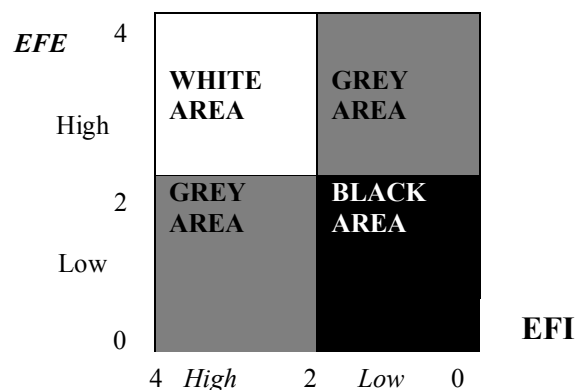 EFE 4
WHITE AREA GREY AREA
High
GREY AREA BLACK AREA
2
Low
0
EFI
4 High 2 Low 0